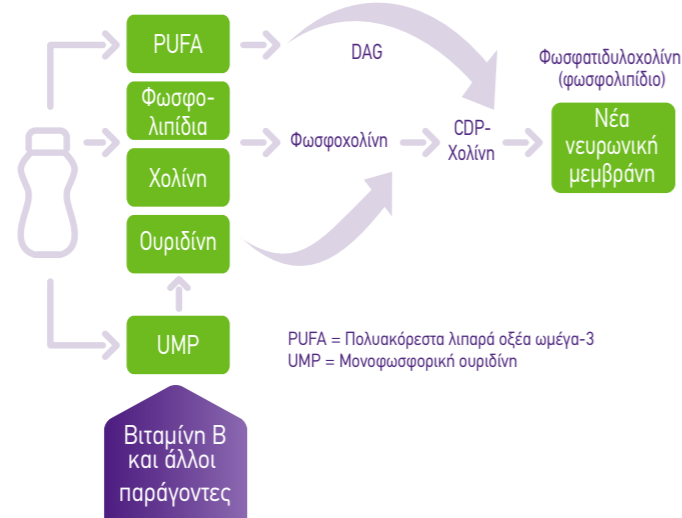 PUFA
DAG
Φωσφατιδυλοχολίνη
(φωσφολιπίδιο)
Φωσφο-
λιπίδια
Φωσφοχολίνη
CDP-
Χολίνη
Νέα
νευρωνική
μεμβράνη
Χολίνη
Ουριδίνη
UMP
PUFA = Πολυακόρεστα λιπαρά οξέα ωμέγα-3
UMP = Μονοφωσφορική ουριδίνη
Βιταμίνη Β
και άλλοι
παράγοντες